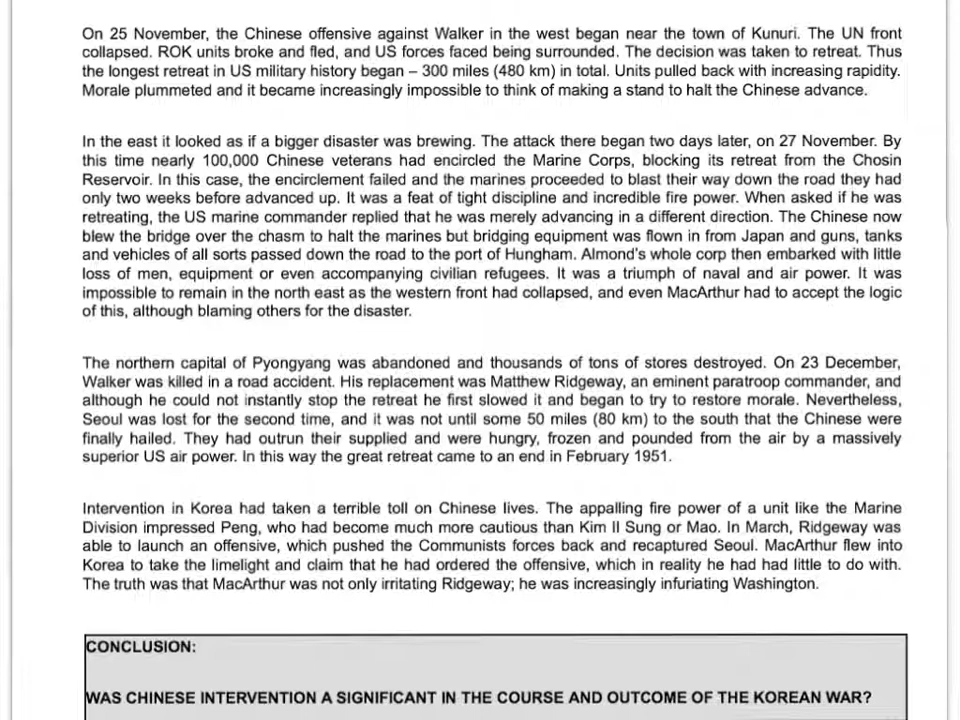 On 25 November, the Chinese offensive against Walker in the west began near the town of Kunuri. The UN front
collapsed. ROK units broke and fled, and US forces faced being surrounded. The decision was taken to retreat. Thus
the longest retreat in US military history began – 300 miles (480 km) in total. Units pulled back with increasing rapidity.
Morale plummeted and it became increasingly impossible to think of making a stand to halt the Chinese advance.
In the east it looked as if a bigger disaster was brewing. The attack there began two days later, on 27 November. By
this time nearly 100,000 Chinese veterans had encircled the Marine Corps, blocking its retreat from the Chosin
Reservoir. In this case, the encirclement failed and the marines proceeded to blast their way down the road they had
only two weeks before advanced up. It was a feat of tight discipline and incredible fire power. When asked if he was
retreating, the US marine commander replied that he was merely advancing in a different direction. The Chinese now
blew the bridge over the chasm to halt the marines but bridging equipment was flown in from Japan and guns, tanks
and vehicles of all sorts passed down the road to the port of Hungham. Almond's whole corp then embarked with little
loss of men, equipment or even accompanying civilian refugees. It was a triumph of naval and air power. It was
impossible to remain in the north east as the western front had collapsed, and even MacArthur had to accept the logic
of this, although blaming others for the disaster.
The northern capital of Pyongyang was abandoned and thousands of tons of stores destroyed. On 23 December,
Walker was killed in a road accident. His replacement was Matthew Ridgeway, an eminent paratroop commander, and
although he could not instantly stop the retreat he first slowed it and began to try to restore morale. Nevertheless,
Seoul was lost for the second time, and it was not until some 50 miles (80 km) to the south that the Chinese were
finally hailed. They had outrun their supplied and were hungry, frozen and pounded from the air by a massively
superior US air power. In this way the great retreat came to an end in February 1951.
Intervention in Korea had taken a terrible toll on Chinese lives. The appalling fire power of a unit like the Marine
Division impressed Peng, who had become much more cautious than Kim Il Sung or Mao. In March, Ridgeway was
able to launch an offensive, which pushed the Communists forces back and recaptured Seoul. MacArthur flew into
Korea to take the limelight and claim that he had ordered the offensive, which in reality he had had little to do with.
The truth was that MacArthur was not only irritating Ridgeway; he was increasingly infuriating Washington.
CONCLUSION:
WAS CHINESE INTERVENTION A SIGNIFICANT IN THE COURSE AND OUTCOME OF THE KOREAN WAR?